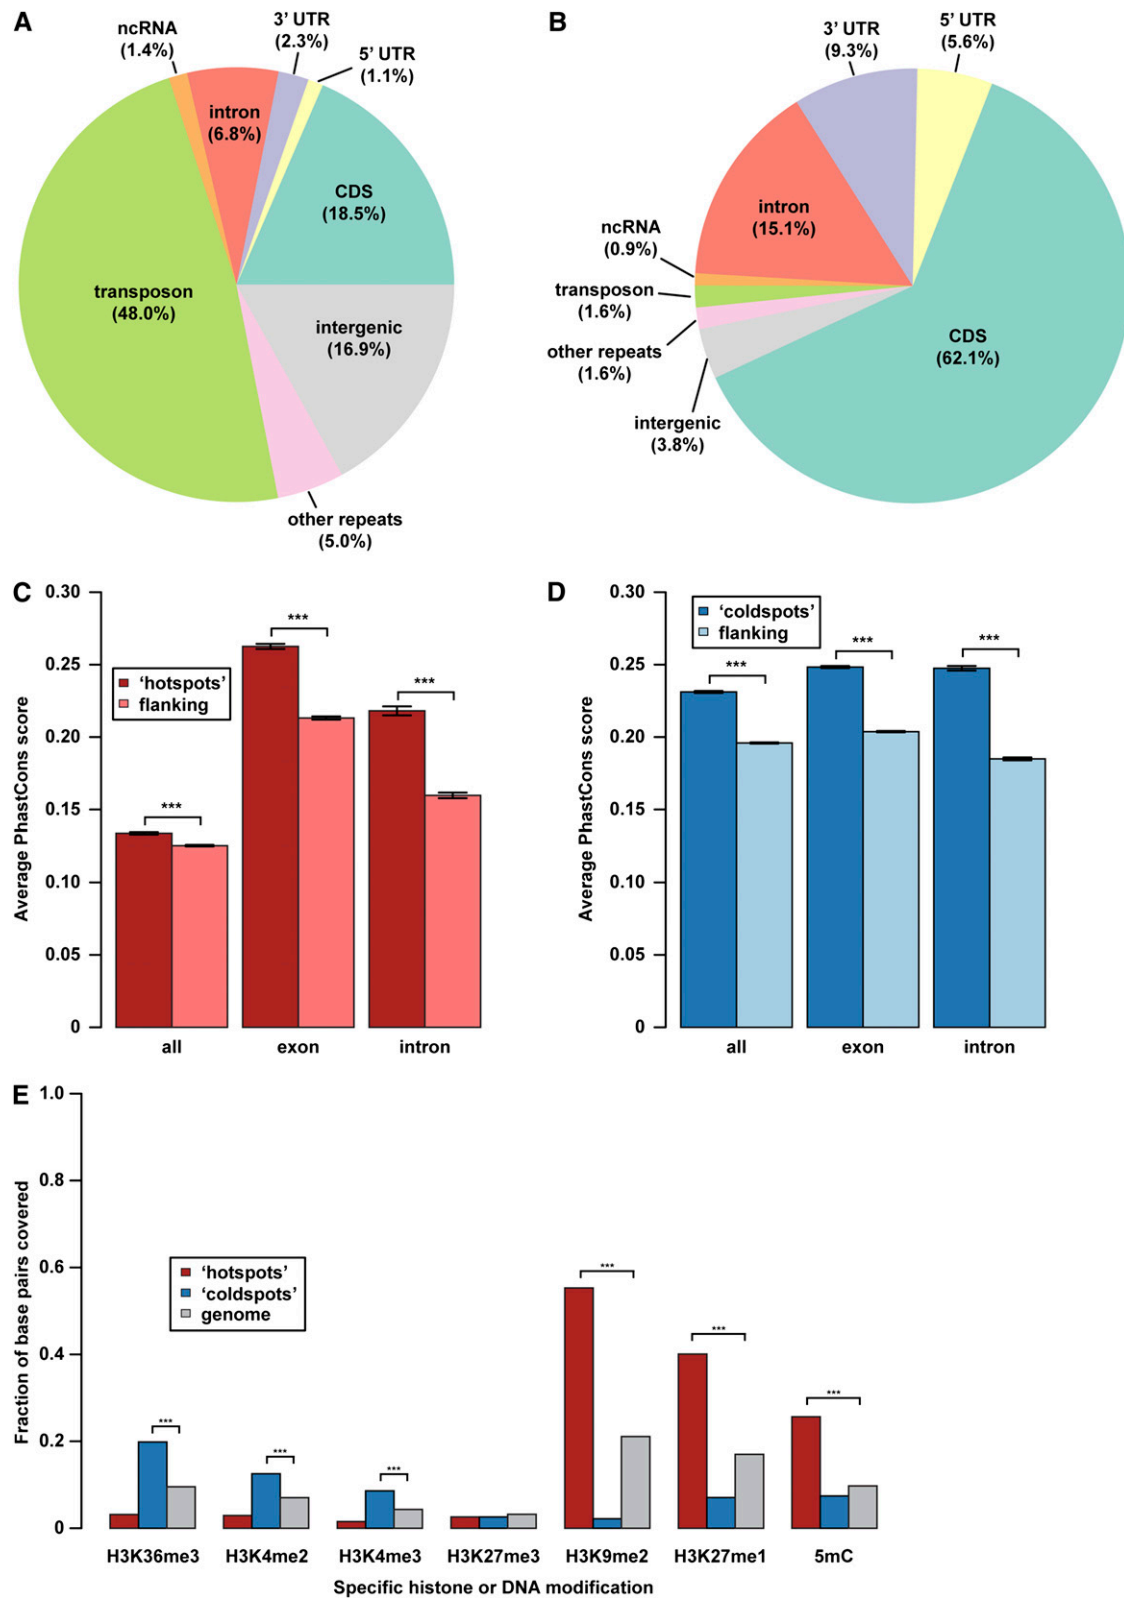 A
ncRNA
(1.4%)
3’ UTR
(2.3%)
5’ UTR
(1.1%)
intron
(6.8%)
CDS
(18.5%)
transposon
(48.0%)
intergenic
(16.9%)
other repeats
(5.0%)
B
3’ UTR
(9.3%)
5’ UTR
(5.6%)
intron
(15.1%)
ncRNA
(0.9%)
transposon
(1.6%)
other repeats
(1.6%)
intergenic
(3.8%)
CDS
(62.1%)
C
Average PhastCons score
0.30
0.25
0.20
0.15
0.10
0.05
0
‘hotspots’
flanking
***
***
***
all
exon
intron
D
Average PhastCons score
0.30
0.25
0.20
0.15
0.10
0.05
0
‘coldspots’
flanking
***
***
***
all
exon
intron
E
Fraction of base pairs covered
1.0
0.8
0.6
0.4
0.2
0
‘hotspots’
‘coldspots’
genome
***
***
***
***
***
***
H3K36me3
H3K4me2
H3K4me3
H3K27me3
H3K9me2
H3K27me1
5mC
Specific histone or DNA modification